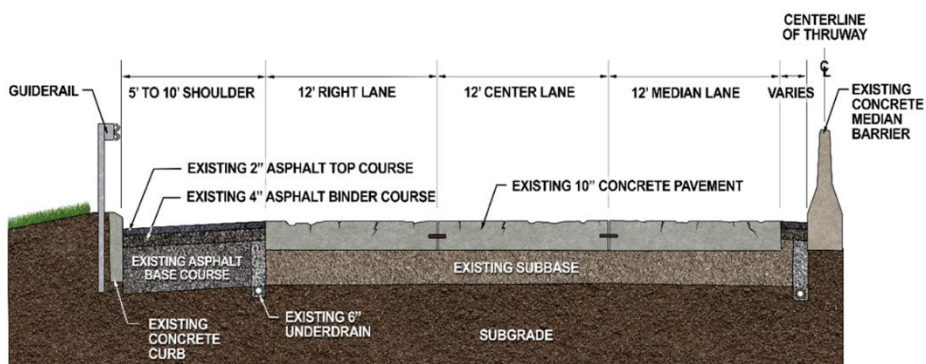 CENTERLINE
OF THRUWAY
℄
GUIDERAIL
5' TO 10' SHOULDER
12' RIGHT LANE
12' CENTER LANE
12' MEDIAN LANE
VARIES
EXISTING
CONCRETE
MEDIAN
BARRIER
EXISTING 2" ASPHALT TOP COURSE
EXISTING 4" ASPHALT BINDER COURSE
EXISTING 10" CONCRETE PAVEMENT
EXISTING ASPHALT
BASE COURSE
EXISTING SUBBASE
EXISTING
CONCRETE
CURB
EXISTING 6"
UNDERDRAIN
SUBGRADE